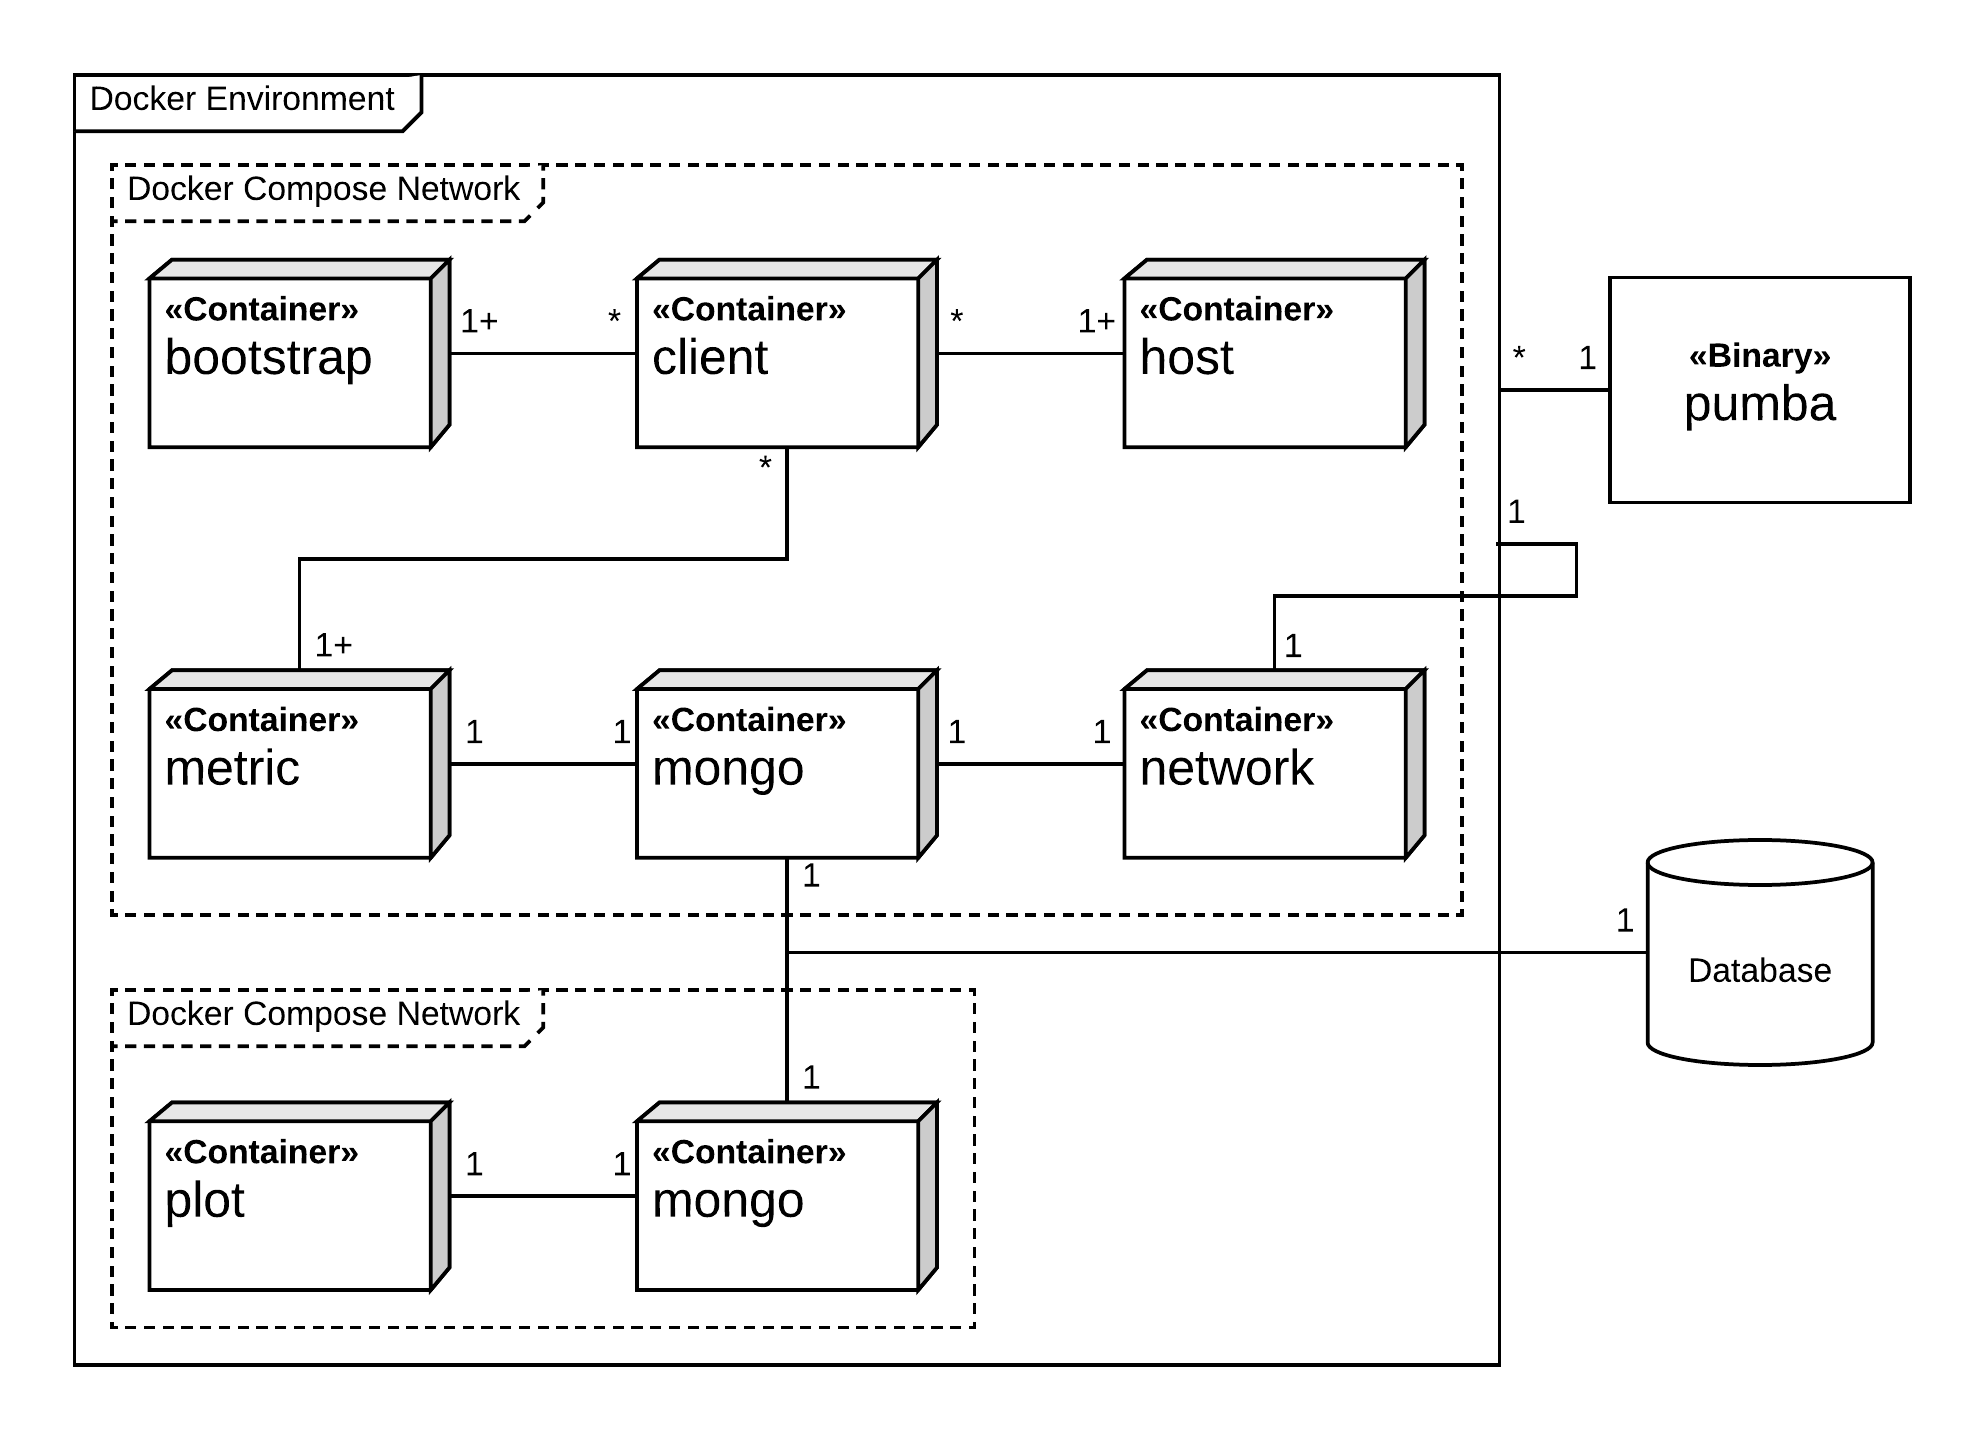 Docker Environment
Docker Compose Network
«Container»
bootstrap
1+
*
«Container»
client
*
1+
«Container»
host
*
1
«Binary»
pumba
*
1
1+
1
«Container»
metric
1
1
«Container»
mongo
1
1
«Container»
network
1
1
Database
Docker Compose Network
1
«Container»
plot
1
1
«Container»
mongo